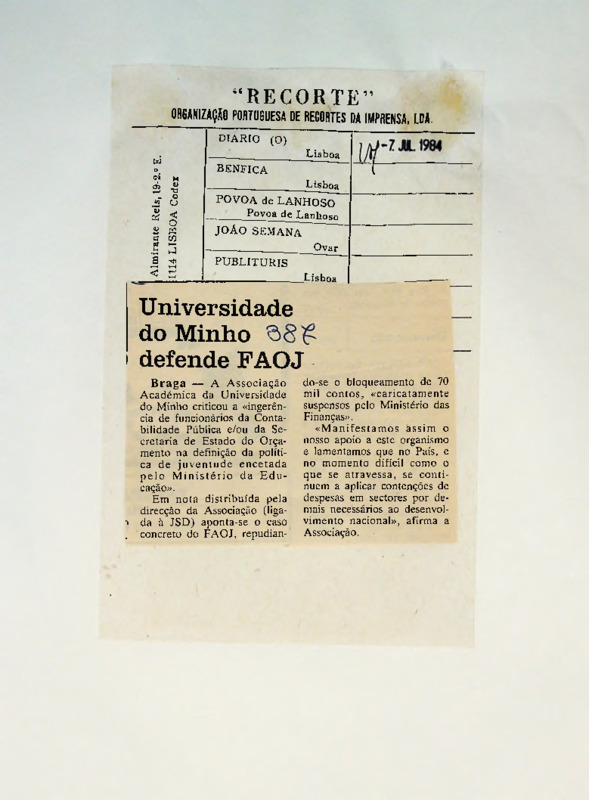 "RECORTE"
ORGANIZAÇÃO PORTUGUESA DE RECORTES DA IMPRENSA, LDA.
Almirante Reis, 19-2.º E.
1114 LISBOA Codex
DIARIO (O)
Lisboa
-7 JUL 1984
BENFICA
Lisboa
POVOA de LANHOSO
Povoa de Lanhoso
JOÃO SEMANA
Ovar
PUBLITURIS
Lisboa
Universidade
do Minho 387
defende FAOJ
Braga — A Associação
Académica da Universidade
do Minho criticou a «ingerên-
cia de funcionários da Conta-
bilidade Pública e/ou da Se-
cretaria de Estado do Orça-
mento na definição da políti-
ca de juventude encetada
pelo Ministério da Edu-
cação».
Em nota distribuída pela
direcção da Associação (liga-
da à JSD) aponta-se o caso
concreto do FAOJ, repudian-
do-se o bloqueamento de 70
mil contos, «caricatamente
suspensos pelo Ministério das
Finanças».
«Manifestamos assim o
nosso apoio a este organismo
e lamentamos que no País, e
no momento difícil como o
que se atravessa, se conti-
nuem a aplicar contenções de
despesas em sectores por de-
mais necessários ao desenvol-
vimento nacional», afirma a
Associação.